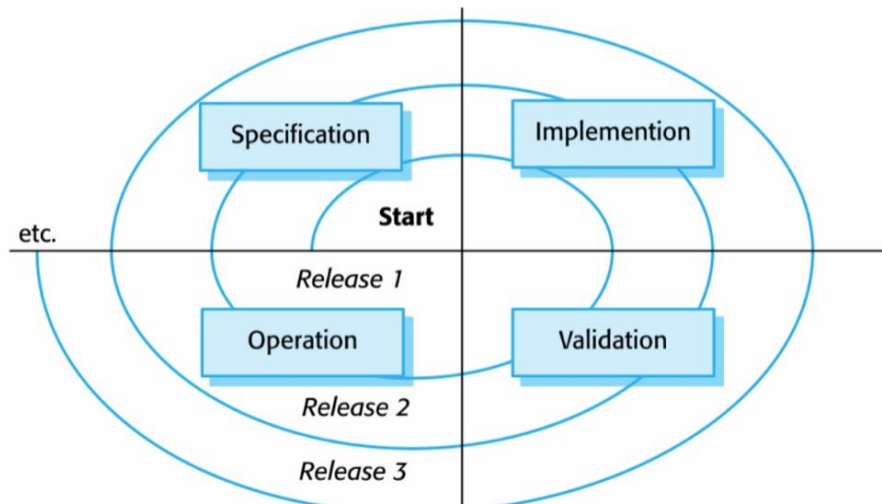 Specification
Implemention
Start
etc.
Release 1
Operation
Validation
Release 2
Release 3